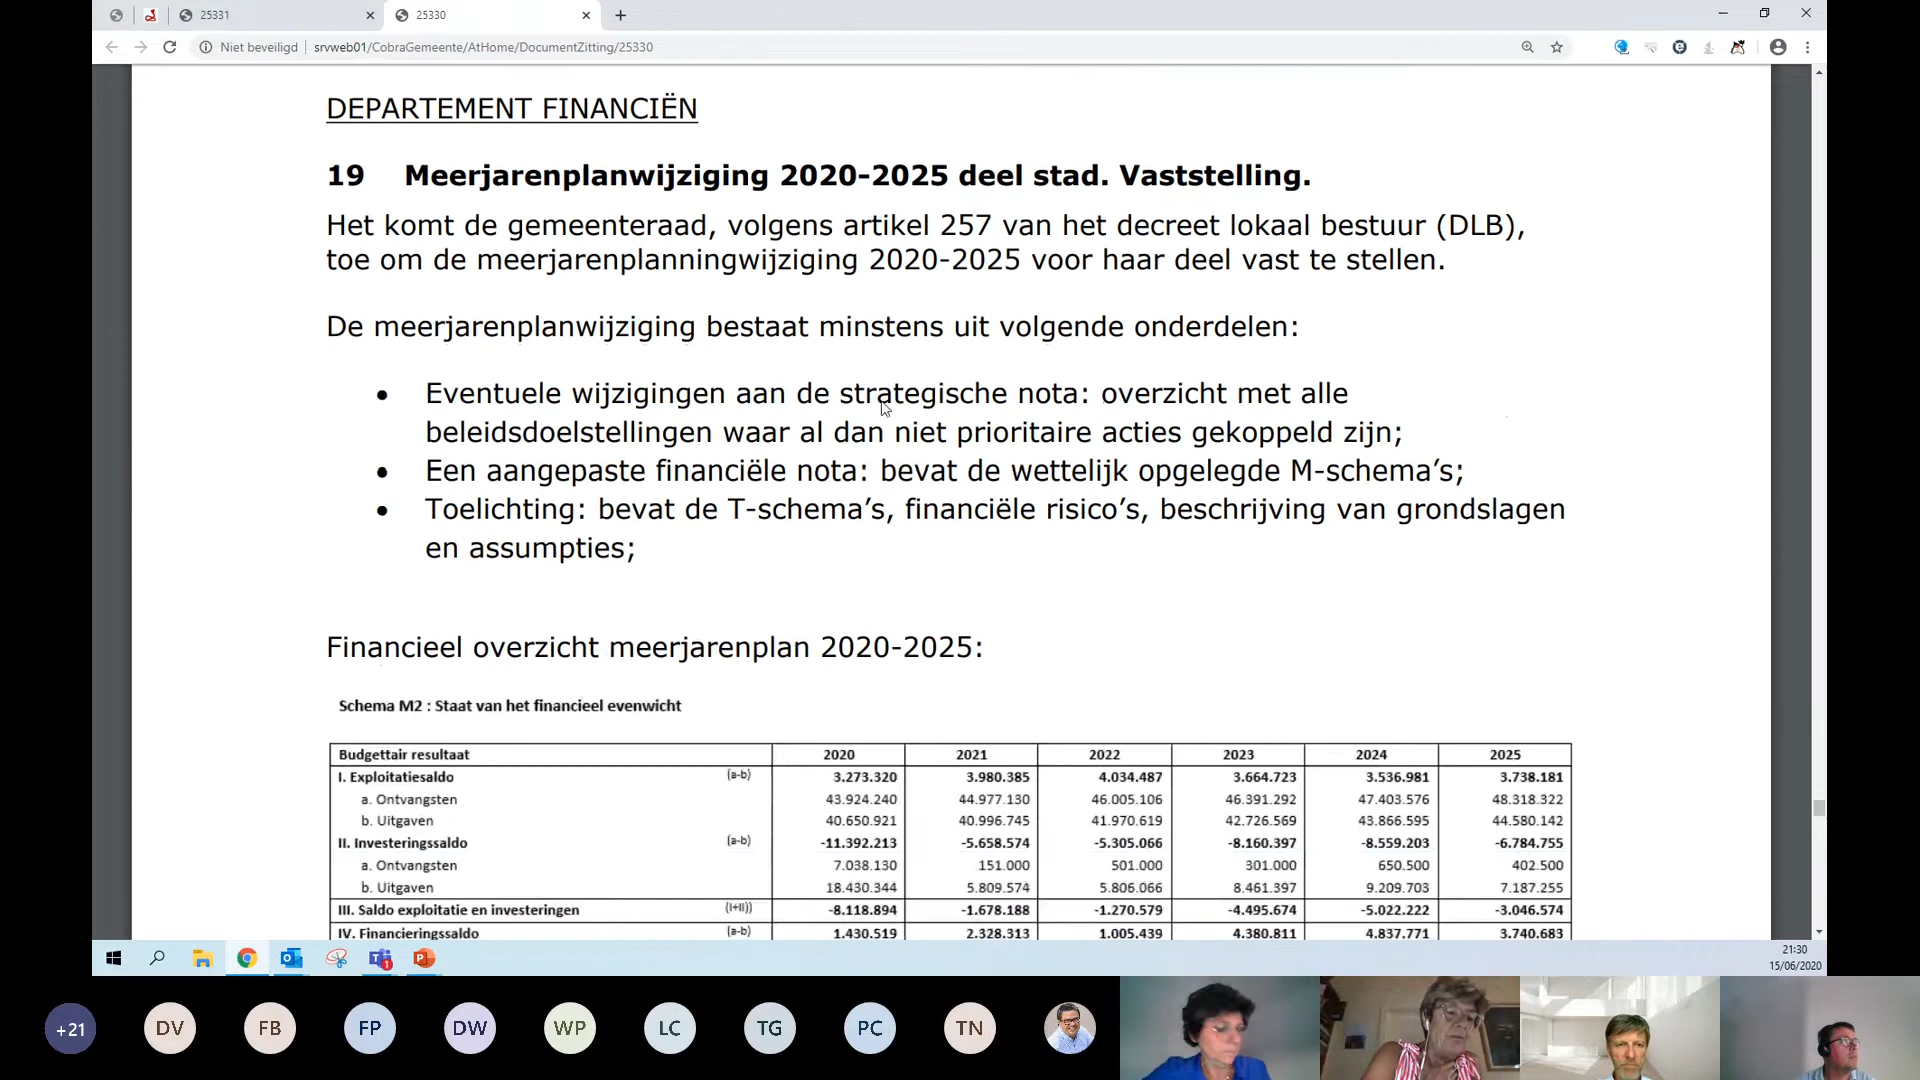 25331
25330
Niet beveiligd
srvweb01/CobraGemeente/AtHome/DocumentZitting/25330
DEPARTEMENT FINANCIËN
19 Meerjarenplanwijziging 2020-2025 deel stad. Vaststelling.
Het komt de gemeenteraad, volgens artikel 257 van het decreet lokaal bestuur (DLB),
toe om de meerjarenplanningwijziging 2020-2025 voor haar deel vast te stellen.
De meerjarenplanwijziging bestaat minstens uit volgende onderdelen:
• Eventuele wijzigingen aan de strategische nota: overzicht met alle
beleidsdoelstellingen waar al dan niet prioritaire acties gekoppeld zijn;
• Een aangepaste financiële nota: bevat de wettelijk opgelegde M-schema’s;
• Toelichting: bevat de T-schema’s, financiële risico’s, beschrijving van grondslagen
en assumpties;
Financieel overzicht meerjarenplan 2020-2025:
Schema M2 : Staat van het financieel evenwicht
Budgettair resultaat 2020 2021 2022 2023 2024 2025
I. Exploitatiesaldo (a-b) 3.273.320 3.980.385 4.034.487 3.664.723 3.536.981 3.738.181
a. Ontvangsten 43.924.240 44.977.130 46.005.106 46.391.292 47.403.576 48.318.322
b. Uitgaven 40.650.921 40.996.745 41.970.619 42.726.569 43.866.595 44.580.142
II. Investeringssaldo (a-b) -11.392.213 -5.658.574 -5.305.066 -8.160.397 -8.559.203 -6.784.755
a. Ontvangsten 7.038.130 151.000 501.000 301.000 650.500 402.500
b. Uitgaven 18.430.344 5.809.574 5.806.066 8.461.397 9.209.703 7.187.255
III. Saldo exploitatie en investeringen (I+II)) -8.118.894 -1.678.188 -1.270.579 -4.495.674 -5.022.222 -3.046.574
IV. Financieringssaldo (a-b) 1.430.519 2.328.313 1.005.439 4.380.811 4.837.771 3.740.683
21:30
15/06/2020
+21 DV FB FP DW WP LC TG PC TN